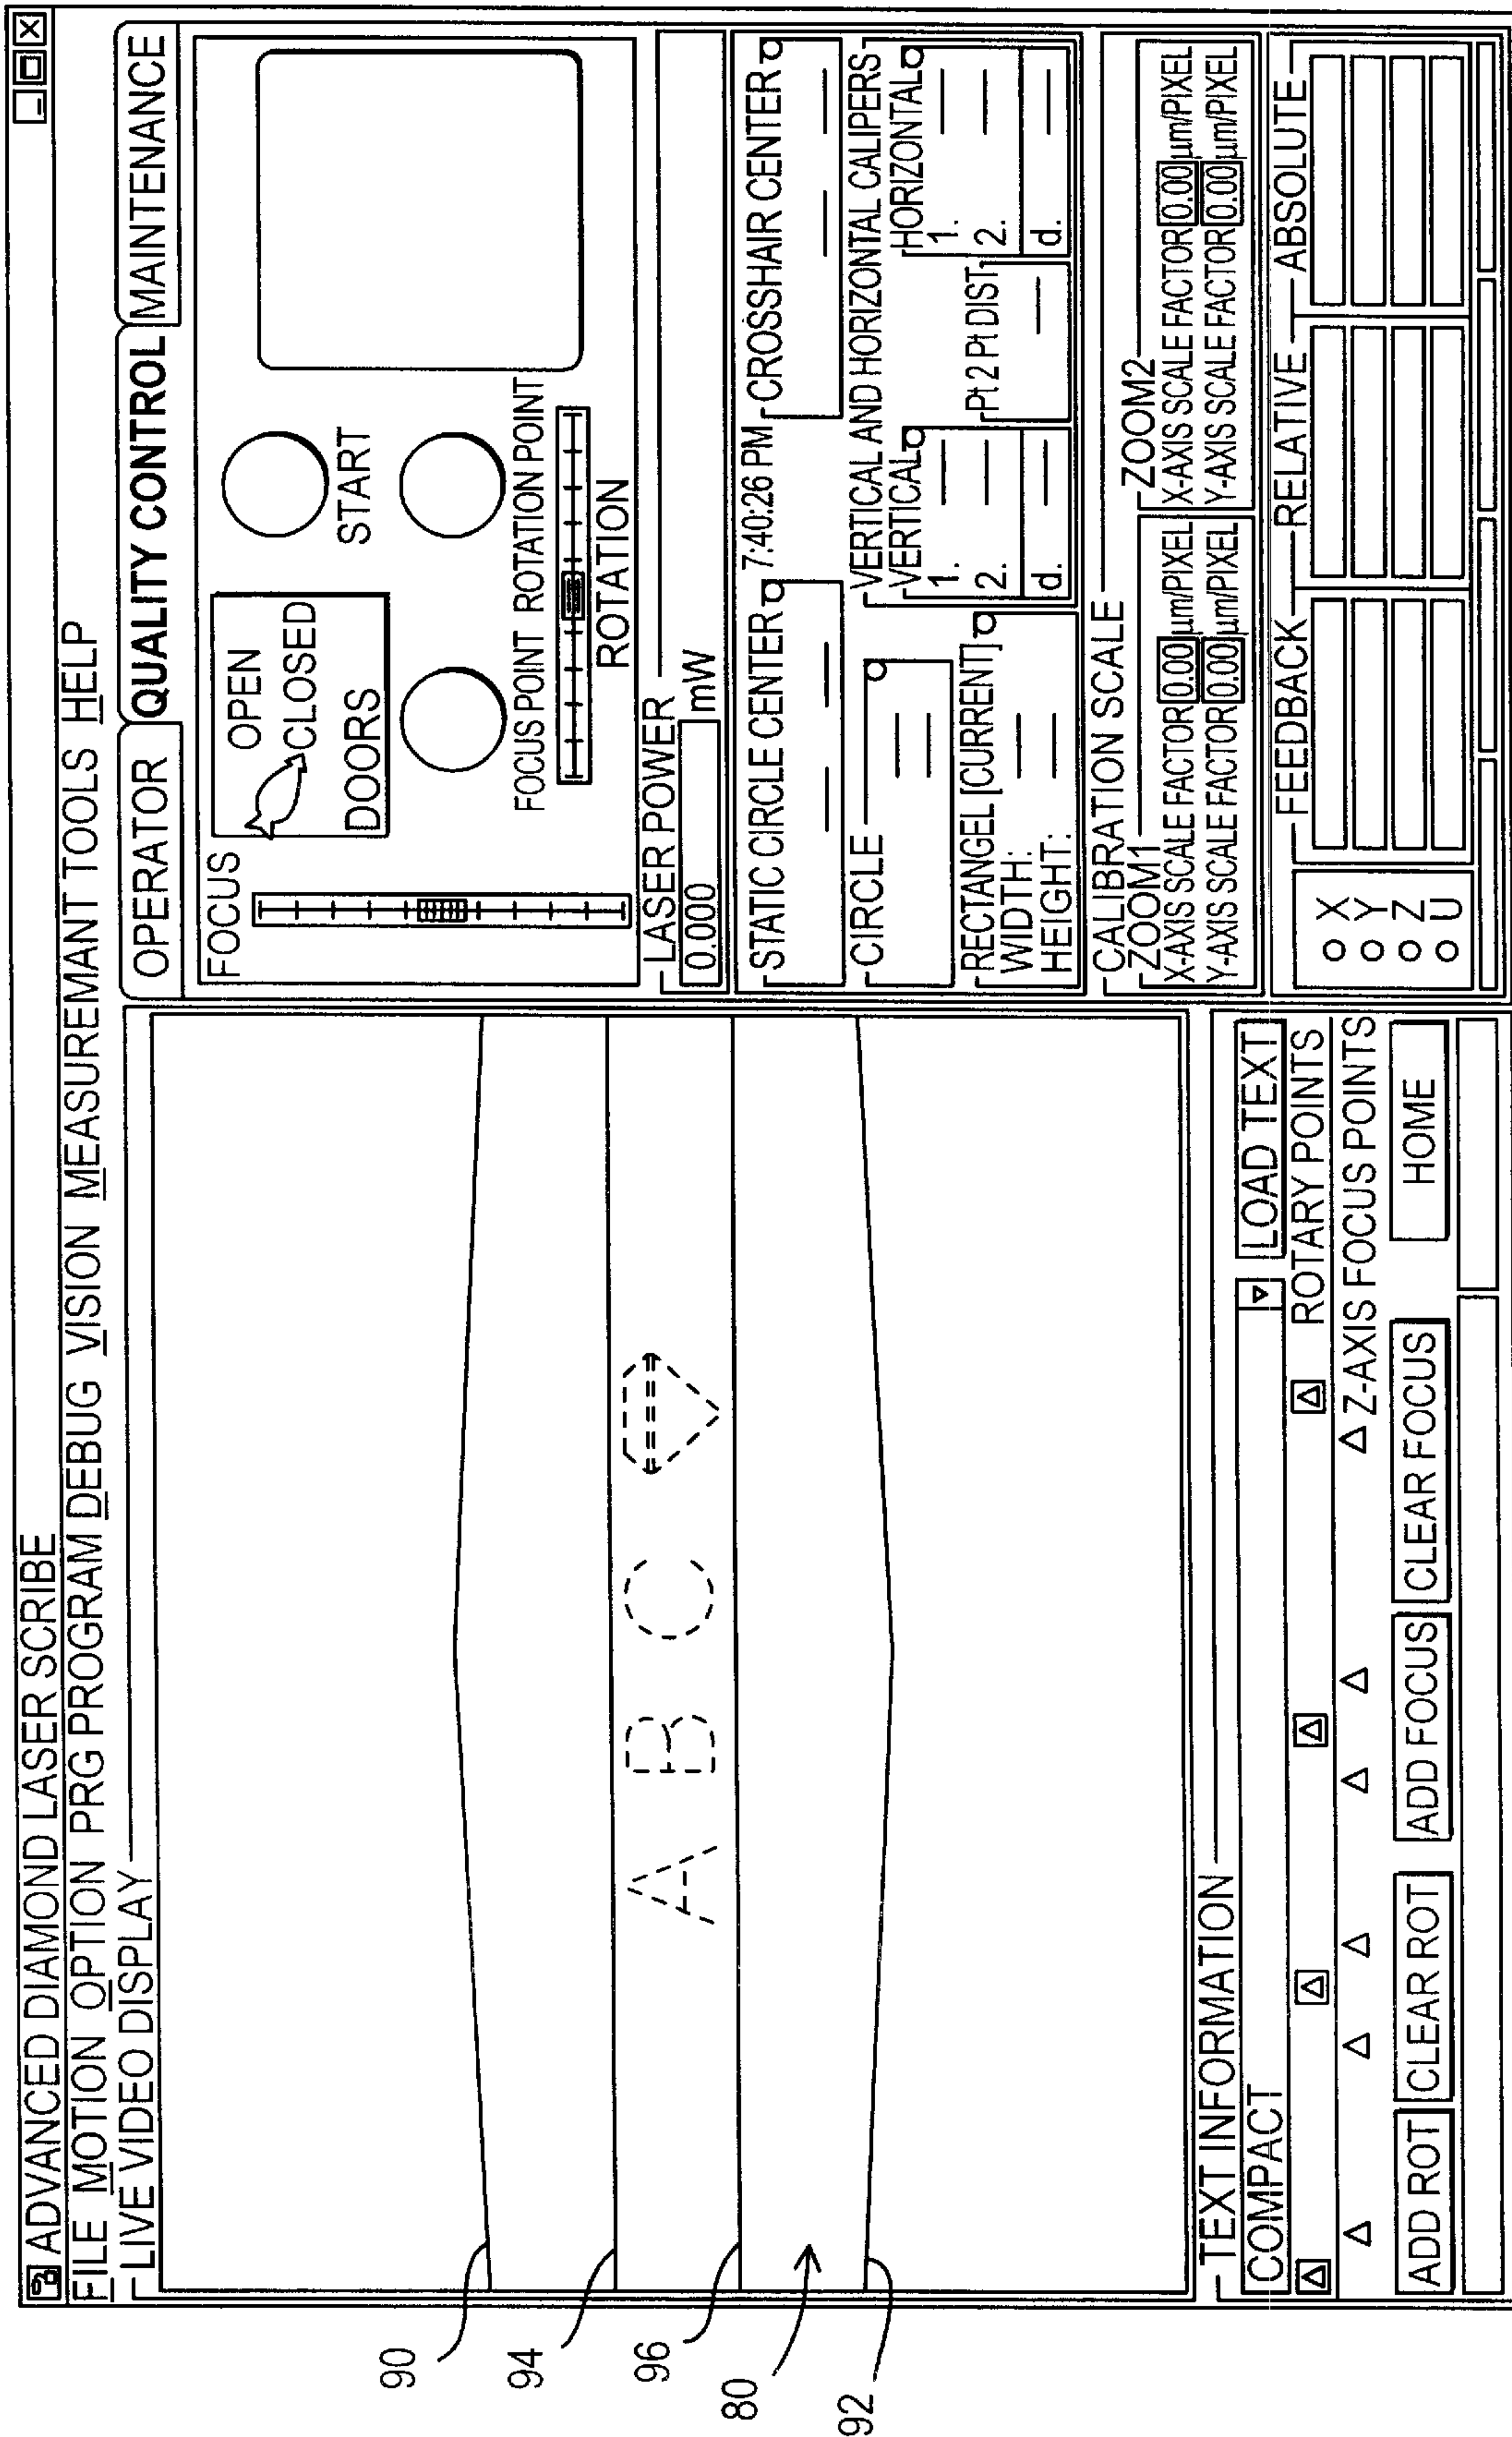 ADVANCED DIAMOND LASER SCRIBE
FILE MOTION OPTION PRG PROGRAM DEBUG VISION MEASUREMANT TOOLS HELP
LIVE VIDEO DISPLAY
A B C
90
94
96
80
92
TEXT INFORMATION
COMPACT
LOAD TEXT
ROTARY POINTS
Z-AXIS FOCUS POINTS
ADD ROT CLEAR ROT ADD FOCUS CLEAR FOCUS HOME
OPERATOR QUALITY CONTROL MAINTENANCE
FOCUS
OPEN
CLOSED
DOORS
START
FOCUS POINT ROTATION POINT
ROTATION
LASER POWER
0.000 mW
STATIC CIRCLE CENTER 7:40:26 PM CROSSHAIR CENTER
CIRCLE
RECTANGEL [CURRENT]
WIDTH:
HEIGHT:
VERTICAL AND HORIZONTAL CALIPERS
VERTICAL
1.
2.
d.
Pt 2 Pt DIST
HORIZONTAL
1.
2.
d.
CALIBRATION SCALE
ZOOM1
X-AXIS SCALE FACTOR 0.00 µm/PIXEL
Y-AXIS SCALE FACTOR 0.00 µm/PIXEL
ZOOM2
X-AXIS SCALE FACTOR 0.00 µm/PIXEL
Y-AXIS SCALE FACTOR 0.00 µm/PIXEL
FEEDBACK RELATIVE ABSOLUTE
X
Y
Z
U